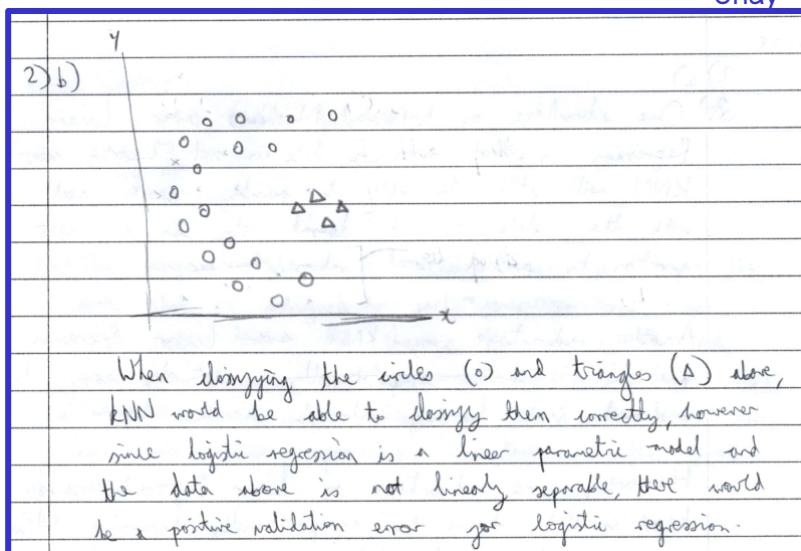 y
2) b)
x
When classifying the circles (o) and triangles (Δ) above,
kNN would be able to classify them correctly, however
since logistic regression is a linear parametric model and
the data above is not linearly separable, there would
be a positive validation error for logistic regression.